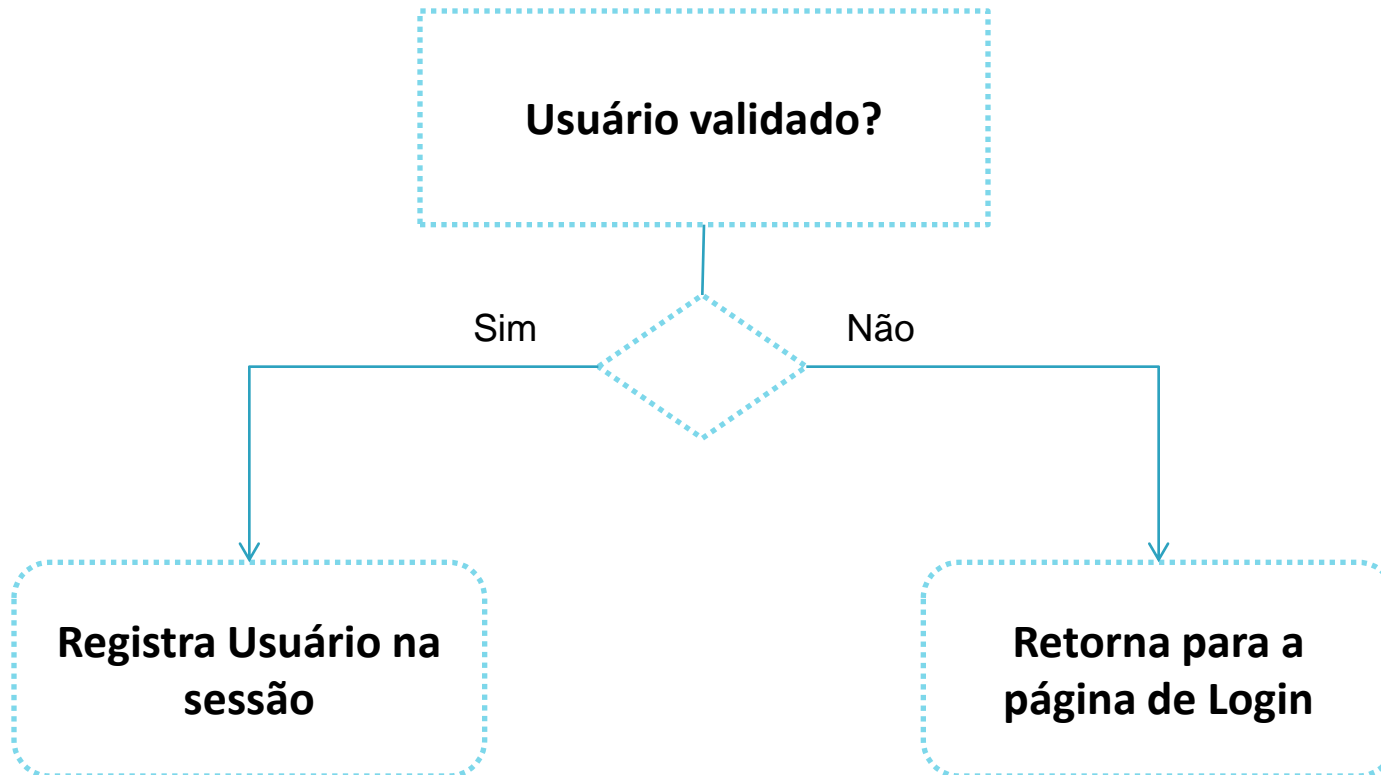 Usuário validado?
Sim
Não
Registra Usuário na
sessão
Retorna para a
página de Login